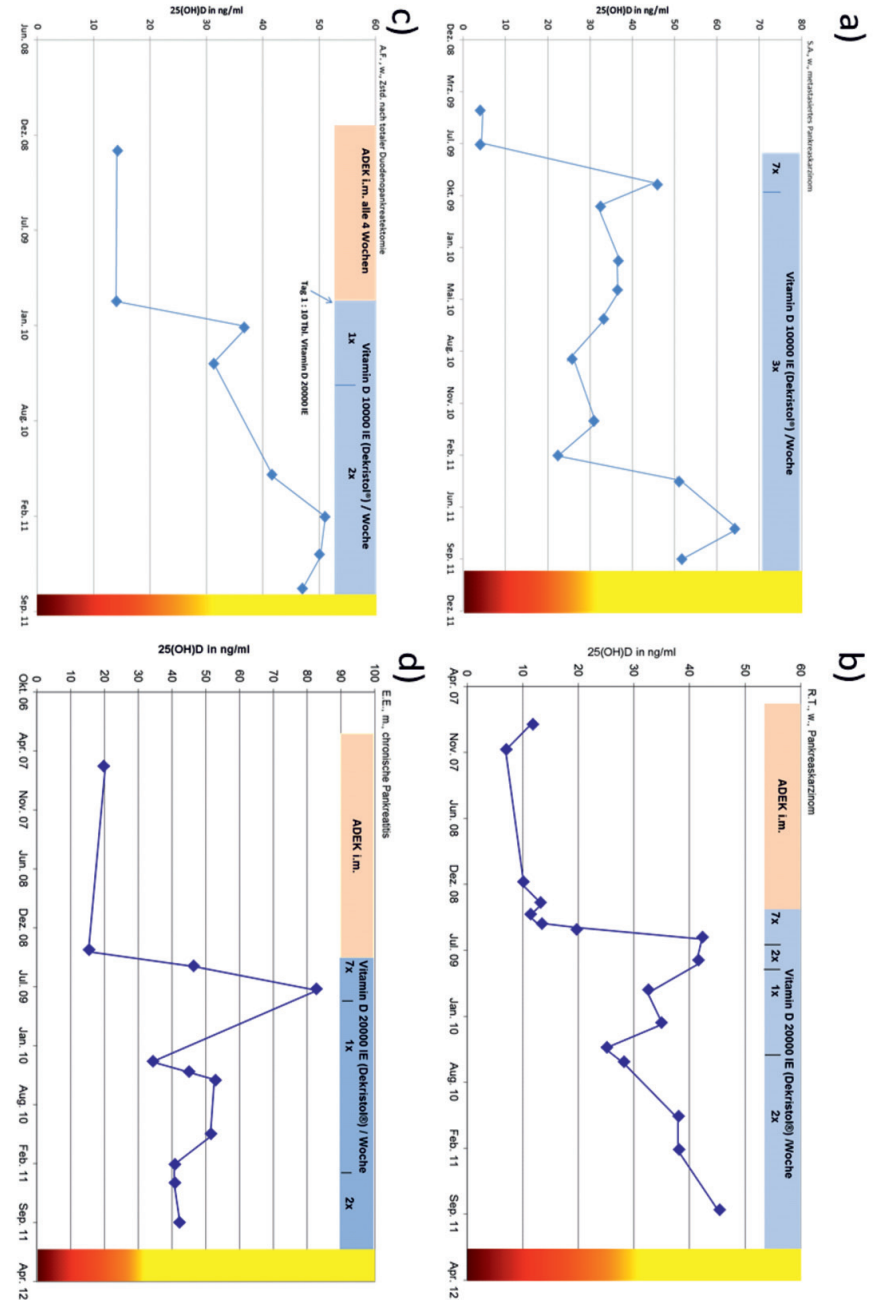 a)
S.A., w., metastasiertes Pankreaskarzinom
25(OH)D in ng/ml
80
70
60
50
40
30
20
10
0
7x
Vitamin D 10000 IE (Dekristol®) /Woche
3x
Dez. 08
Mrz. 09
Jul. 09
Okt. 09
Jan. 10
Mai. 10
Aug. 10
Nov. 10
Feb. 11
Jun. 11
Sep. 11
Dez. 11
b)
R.T., w., Pankreaskarzinom
25(OH)D in ng/ml
60
50
40
30
20
10
0
ADEK i.m.
Vitamin D 20000 IE (Dekristol®) /Woche
7x
2x
1x
2x
Apr. 07
Nov. 07
Jun. 08
Dez. 08
Jul. 09
Jan. 10
Aug. 10
Feb. 11
Sep. 11
Apr. 12
c)
A.F., w., Zstd. nach totaler Duodenopankreatektomie
25(OH)D in ng/ml
60
50
40
30
20
10
0
ADEK i.m. alle 4 Wochen
Vitamin D 10000 IE (Dekristol®) / Woche
1x
2x
Tag 1 : 10 Tbl. Vitamin D 20000 IE
Jun. 08
Dez. 08
Jul. 09
Jan. 10
Aug. 10
Feb. 11
Sep. 11
d)
E.E., m., chronische Pankreatitis
25(OH)D in ng/ml
100
90
80
70
60
50
40
30
20
10
0
ADEK i.m.
Vitamin D 20000 IE (Dekristol®) / Woche
7x
1x
2x
Okt. 06
Apr. 07
Nov. 07
Jun. 08
Dez. 08
Jul. 09
Jan. 10
Aug. 10
Feb. 11
Sep. 11
Apr. 12